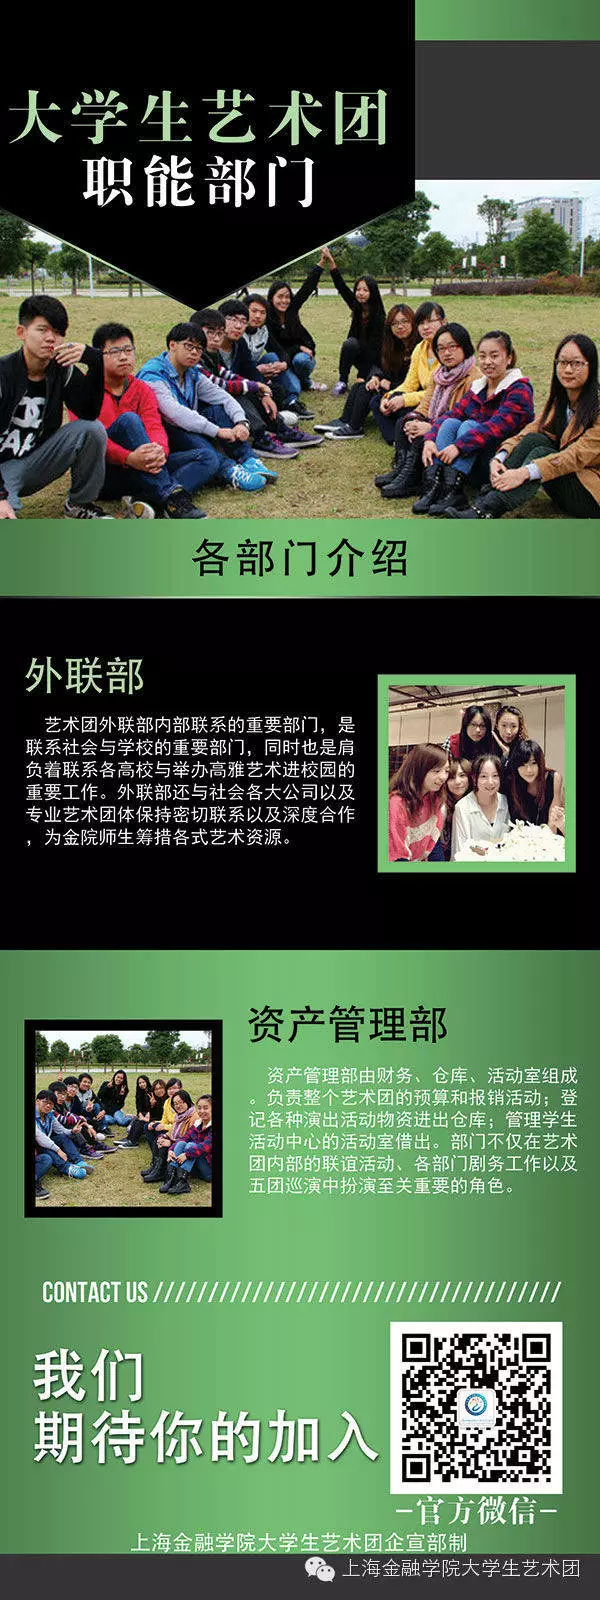 大学生艺术团
职能部门
各部门介绍
外联部
艺术团外联部内部联系的重要部门，是
联系社会与学校的重要部门，同时也是肩
负着联系各高校与举办高雅艺术进校园的
重要工作。外联部还与社会各大公司以及
专业艺术团体保持密切联系以及深度合作
，为金院师生筹措各式艺术资源。
资产管理部
资产管理部由财务、仓库、活动室组成
。负责整个艺术团的预算和报销活动；登
记各种演出活动物资进出仓库；管理学生
活动中心的活动室借出。部门不仅在艺术
团内部的联谊活动、各部门剧务工作以及
五团巡演中扮演至关重要的角色。
CONTACT US ////////////////////////////////////
我们
期待你的加入
-官方微信-
上海金融学院大学生艺术团企宣部制
上海金融学院大学生艺术团